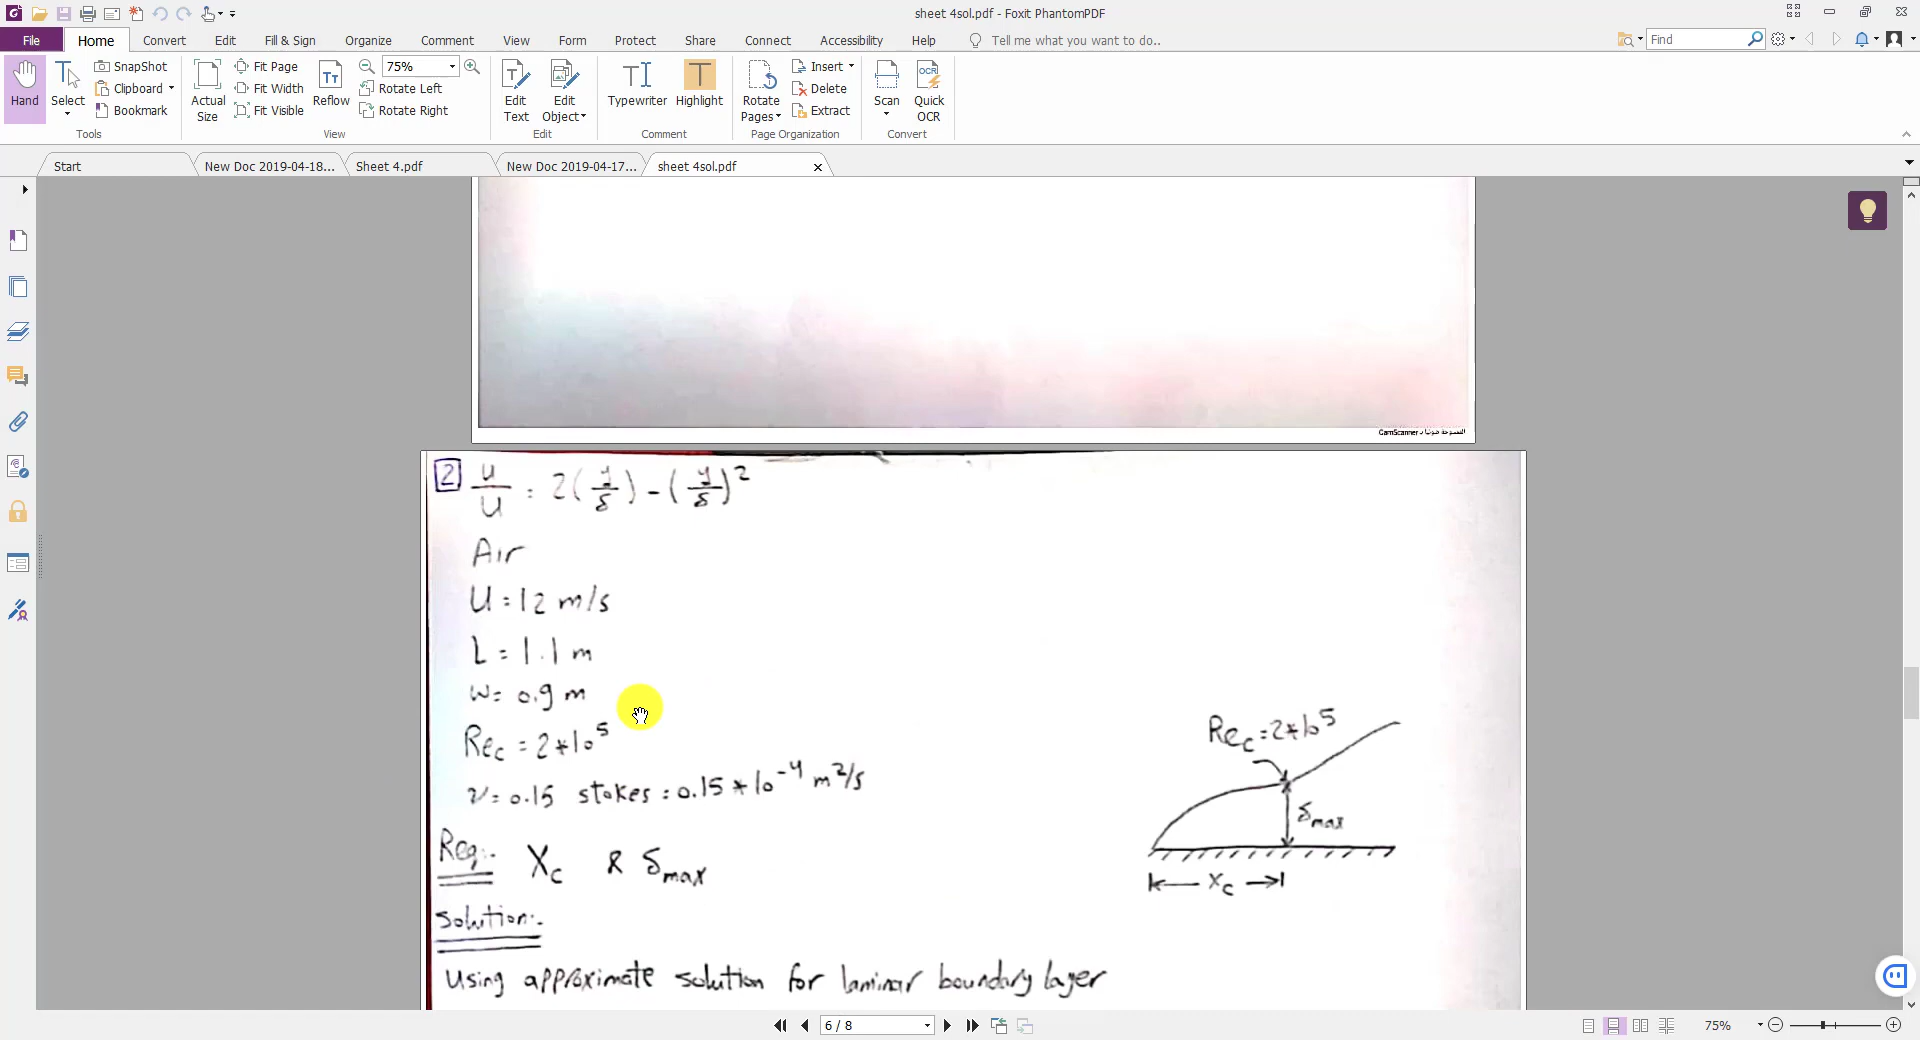 sheet 4sol.pdf - Foxit PhantomPDF
File Home Convert Edit Fill & Sign Organize Comment View Form Protect Share Connect Accessibility Help Tell me what you want to do.. Find
Hand
Select
SnapShot
Clipboard
Bookmark
Tools
Actual Size
Fit Page
Fit Width
Fit Visible
Reflow
75%
Rotate Left
Rotate Right
View
Edit Text
Edit Object
Edit
Typewriter
Highlight
Comment
Rotate Pages
Insert
Delete
Extract
Page Organization
Scan
Quick OCR
Convert
Start New Doc 2019-04-18... Sheet 4.pdf New Doc 2019-04-17... sheet 4sol.pdf
الممسوحة ضوئيا بـ CamScanner
2 u/U = 2(y/δ) - (y/δ)²
Air
U = 12 m/s
L = 1.1 m
w = 0.9 m
Rec = 2*10⁵
ν = 0.15 stokes = 0.15 * 10⁻⁴ m²/s
Rec = 2*10⁵
δmax
xc
Req:- Xc & δmax
Solution:-
Using approximate solution for laminar boundary layer
6 / 8
75%